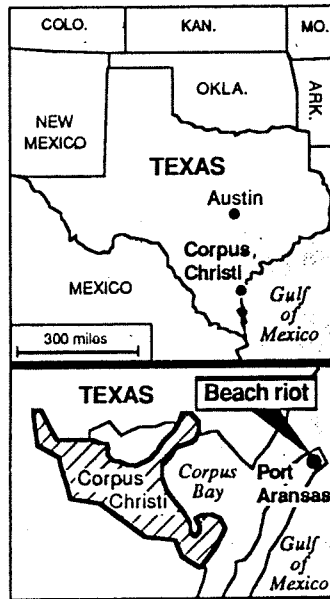 COLO.
KAN.
MO.
OKLA.
ARK.
NEW
MEXICO
TEXAS
Austin
Corpus
Christi
MEXICO
Gulf
of
Mexico
300 miles
TEXAS
Beach riot
Corpus
Christi
Corpus
Bay
Port
Aransas
Gulf
of
Mexico